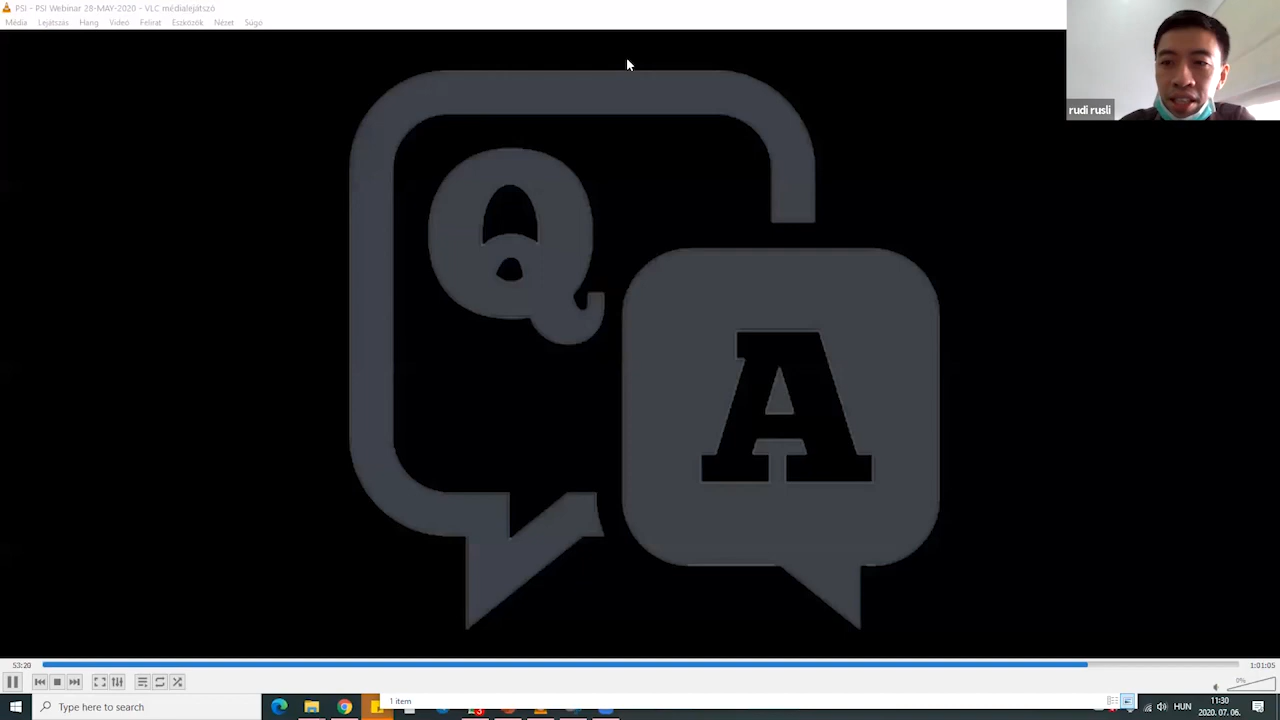 PSI - PSI Webinar 28-MAY-2020 - VLC médialejátszó
Média Lejátszás Hang Videó Felirat Eszközök Nézet Súgó
rudi rusli
Q
A
53:20
1:01:05
0%
Type here to search
1 item
HUN
11:30
2020. 07. 06.